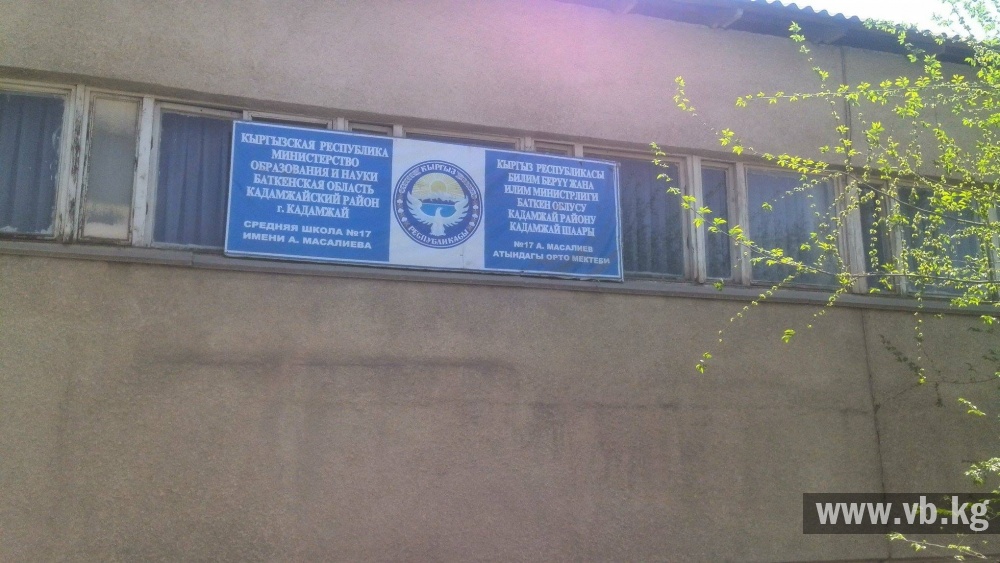 КЫРГЫЗСКАЯ РЕСПУБЛИКА
МИНИСТЕРСТВО
ОБРАЗОВАНИЯ И НАУКИ
БАТКЕНСКАЯ ОБЛАСТЬ
КАДАМЖАЙСКИЙ РАЙОН
г. КАДАМЖАЙ
СРЕДНЯЯ ШКОЛА №17
ИМЕНИ А. МАСАЛИЕВА
КЫРГЫЗ
РЕСПУБЛИКАСЫ
КЫРГЫЗ РЕСПУБЛИКАСЫ
БИЛИМ БЕРҮҮ ЖАНА
ИЛИМ МИНИСТРЛИГИ
БАТКЕН ОБЛУСУ
КАДАМЖАЙ РАЙОНУ
КАДАМЖАЙ ШААРЫ
№17 А. МАСАЛИЕВ
АТЫНДАГЫ ОРТО МЕКТЕБИ
www.vb.kg